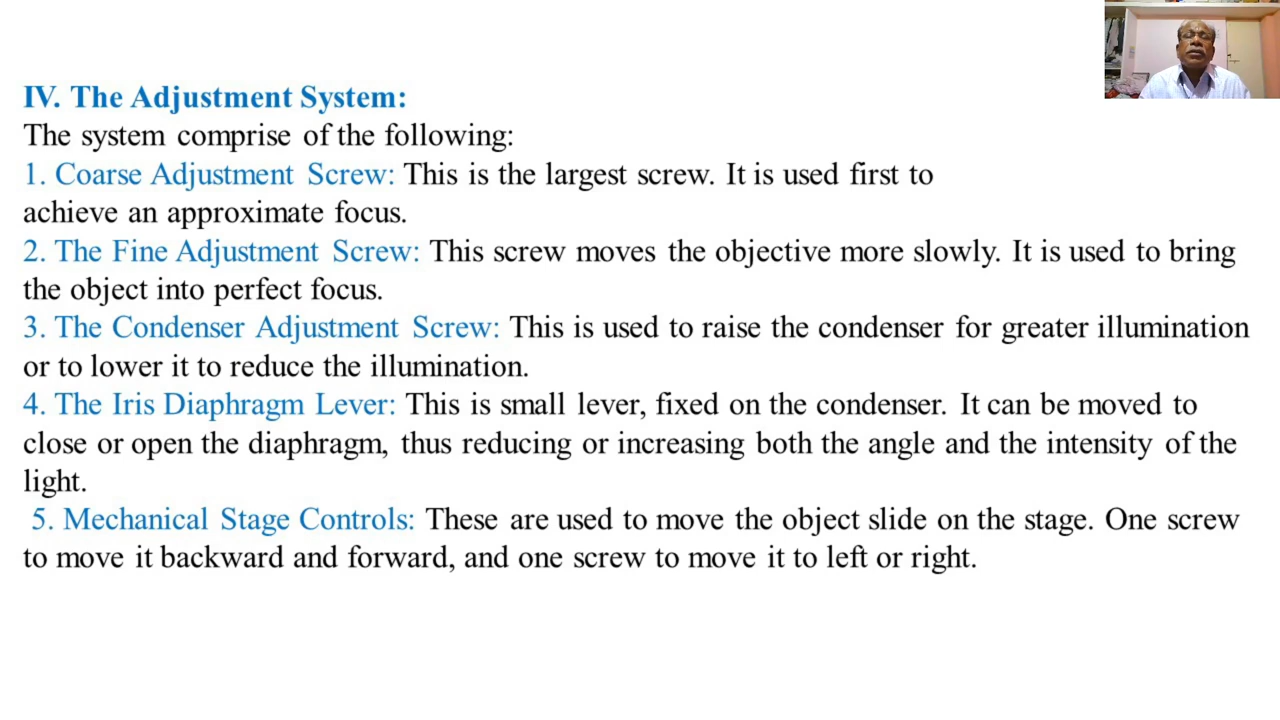 IV. The Adjustment System:
The system comprise of the following:
1. Coarse Adjustment Screw: This is the largest screw. It is used first to
achieve an approximate focus.
2. The Fine Adjustment Screw: This screw moves the objective more slowly. It is used to bring
the object into perfect focus.
3. The Condenser Adjustment Screw: This is used to raise the condenser for greater illumination
or to lower it to reduce the illumination.
4. The Iris Diaphragm Lever: This is small lever, fixed on the condenser. It can be moved to
close or open the diaphragm, thus reducing or increasing both the angle and the intensity of the
light.
5. Mechanical Stage Controls: These are used to move the object slide on the stage. One screw
to move it backward and forward, and one screw to move it to left or right.